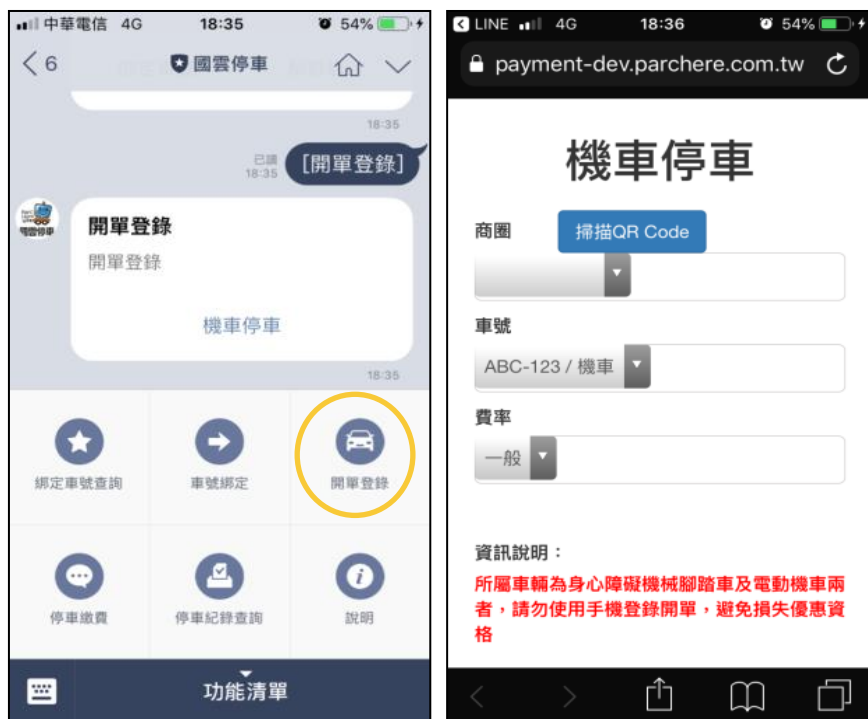 中華電信 4G 18:35 54%
6 國雲停車
18:35
已讀
18:35
[開單登錄]
開單登錄
開單登錄
機車停車
18:35
綁定車號查詢 車號綁定 開單登錄
停車繳費 停車紀錄查詢 說明
功能清單
LINE 4G 18:36 54%
payment-dev.parchere.com.tw
機車停車
商圈 掃描QR Code
車號
ABC-123 / 機車
費率
一般
資訊說明：
所屬車輛為身心障礙機械腳踏車及電動機車兩
者，請勿使用手機登錄開單，避免損失優惠資
格